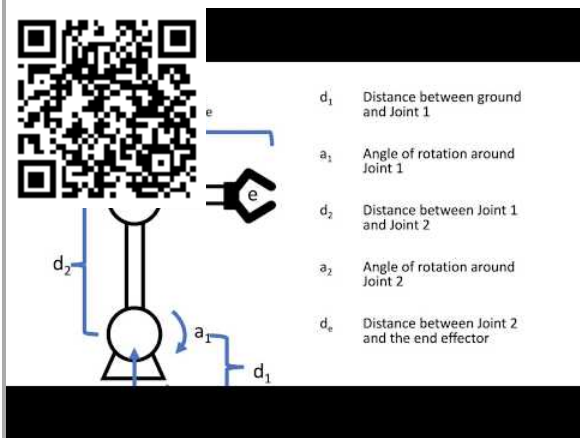 e
d₁ Distance between ground
and Joint 1
a₁ Angle of rotation around
Joint 1
d₂ Distance between Joint 1
and Joint 2
a₂ Angle of rotation around
Joint 2
dₑ Distance between Joint 2
and the end effector
e
d₂
a₁
d₁